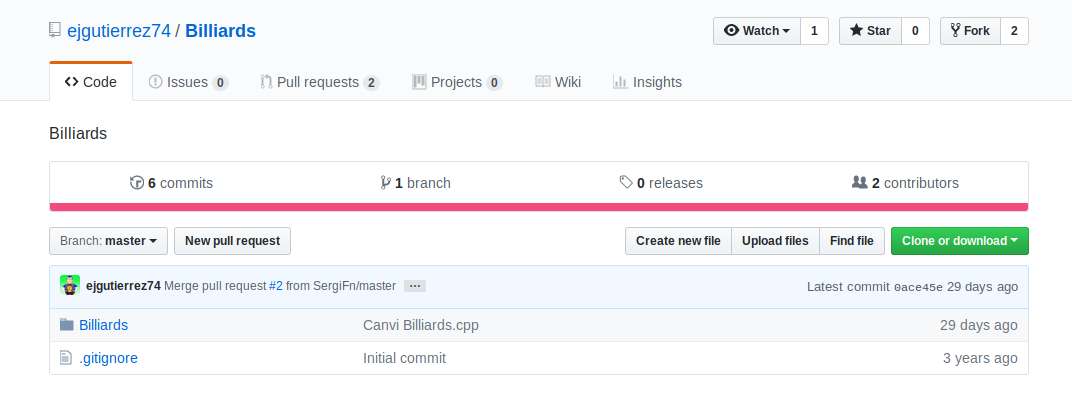 ejgutierrez74 / Billiards Watch 1 Star 0 Fork 2
Code Issues 0 Pull requests 2 Projects 0 Wiki Insights
Billiards
6 commits 1 branch 0 releases 2 contributors
Branch: master New pull request Create new file Upload files Find file Clone or download
ejgutierrez74 Merge pull request #2 from SergiFn/master ... Latest commit 0ace45e 29 days ago
Billiards Canvi Billiards.cpp 29 days ago
.gitignore Initial commit 3 years ago